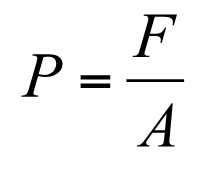 P = F/A